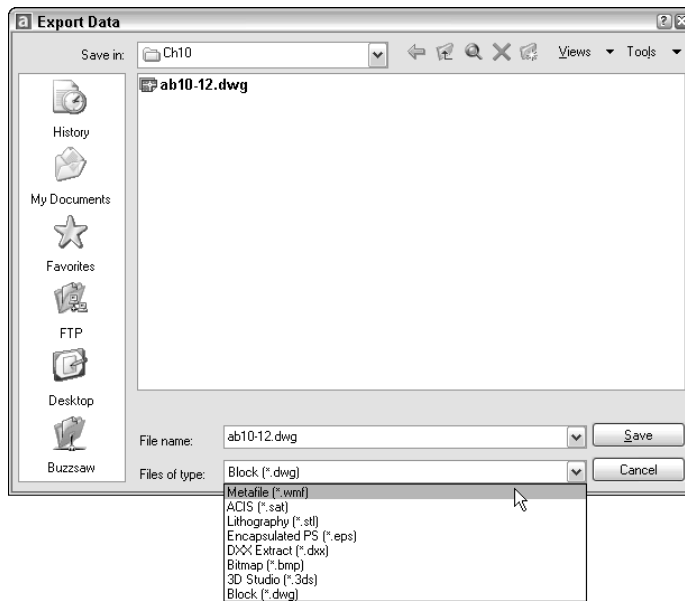 Export Data
Save in: Ch10 Views Tools
ab10-12.dwg
History
My Documents
Favorites
FTP
Desktop
Buzzsaw
File name: ab10-12.dwg Save
Files of type: Block (*.dwg) Cancel
Metafile (*.wmf)
ACIS (*.sat)
Lithography (*.stl)
Encapsulated PS (*.eps)
DXX Extract (*.dxx)
Bitmap (*.bmp)
3D Studio (*.3ds)
Block (*.dwg)